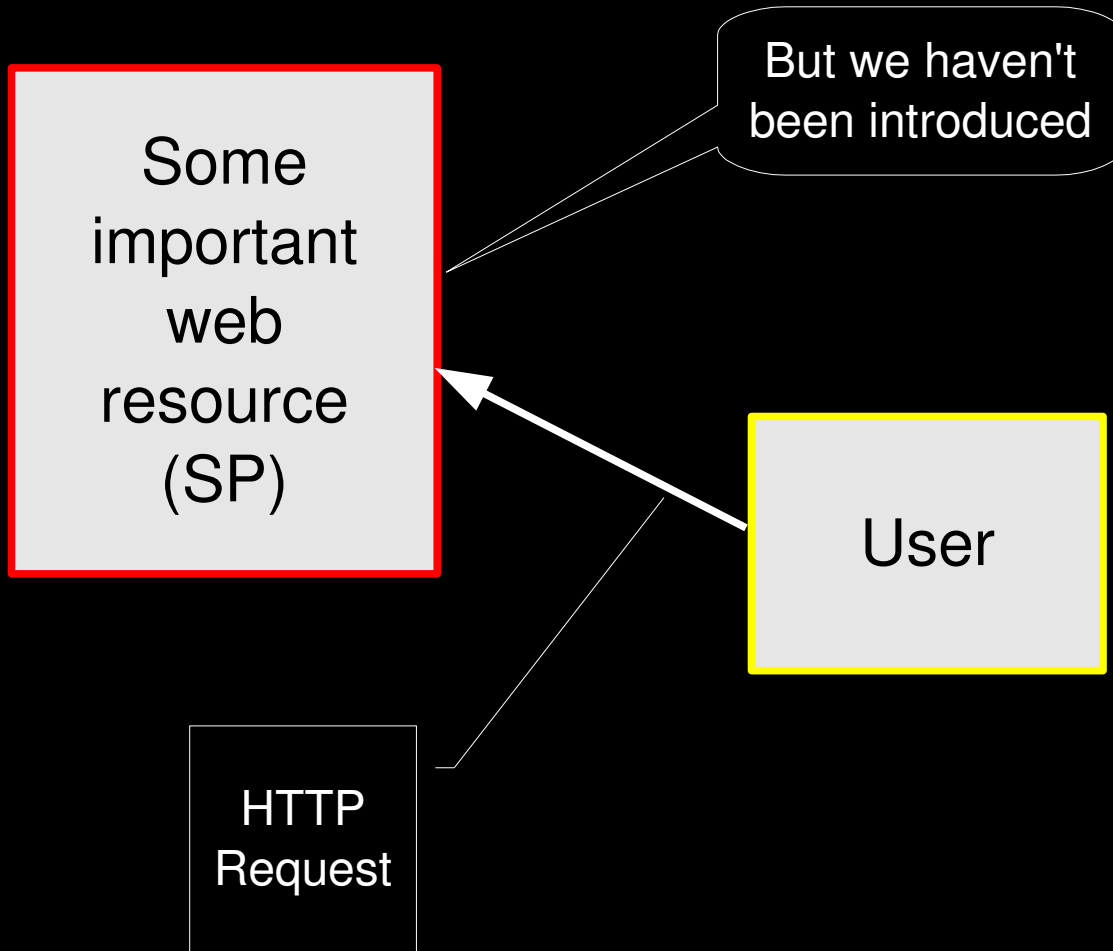 But we haven't
been introduced
Some
important
web
resource
(SP)
User
HTTP
Request